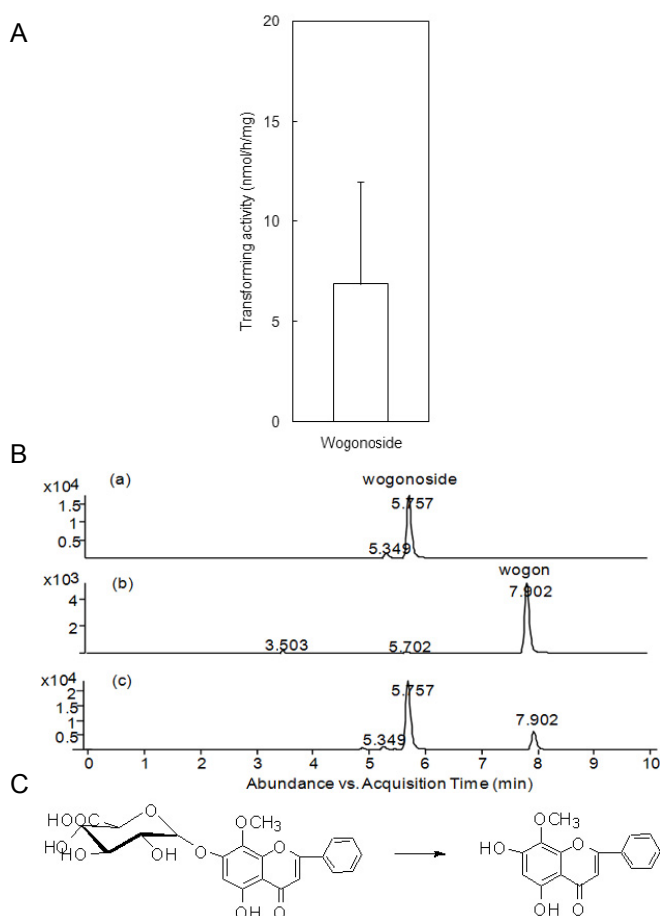 A
Transforming activity (nmol/h/mg)
20
15
10
5
0
Wogonoside
B
(a)
wogonoside
x10⁴
1.5
1
0.5
5.349
5.757
(b)
wogon
x10³
4
2
3.503
5.702
7.902
(c)
x10⁴
2
1.5
1
0.5
5.349
5.757
7.902
0 1 2 3 4 5 6 7 8 9 10
Abundance vs. Acquisition Time (min)
C
HOOC
O
HO
HO
OH
O
OCH₃
O
OH
O
OCH₃
HO
O
OH
O